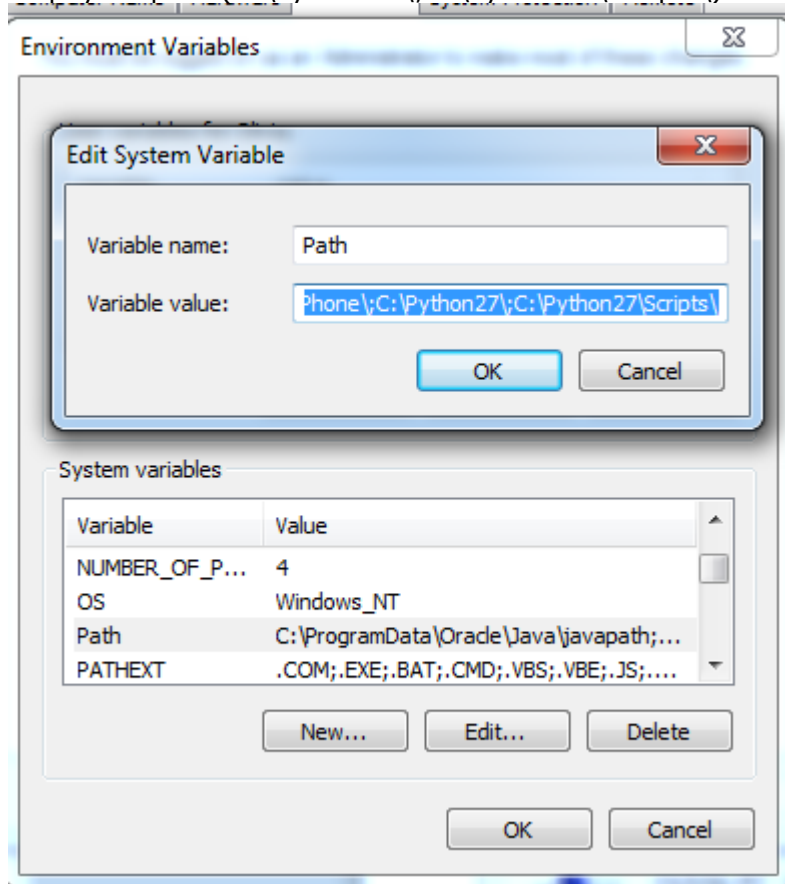 Environment Variables
Edit System Variable
Variable name: Path
Variable value: Phone\;C:\Python27\;C:\Python27\Scripts\
OK Cancel
System variables
Variable Value
NUMBER_OF_P... 4
OS Windows_NT
Path C:\ProgramData\Oracle\Java\javapath;...
PATHEXT .COM;.EXE;.BAT;.CMD;.VBS;.VBE;.JS;....
New... Edit... Delete
OK Cancel